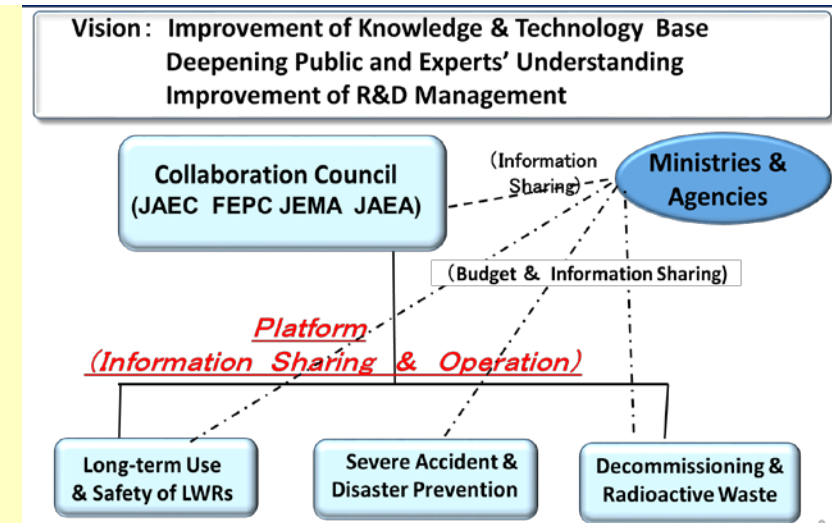 Vision： Improvement of Knowledge & Technology Base
Deepening Public and Experts’ Understanding
Improvement of R&D Management
Collaboration Council
(JAEC FEPC JEMA JAEA)
(Information
Sharing)
Ministries &
Agencies
(Budget & Information Sharing)
Platform
(Information Sharing & Operation)
Long-term Use
& Safety of LWRs
Severe Accident &
Disaster Prevention
Decommissioning &
Radioactive Waste